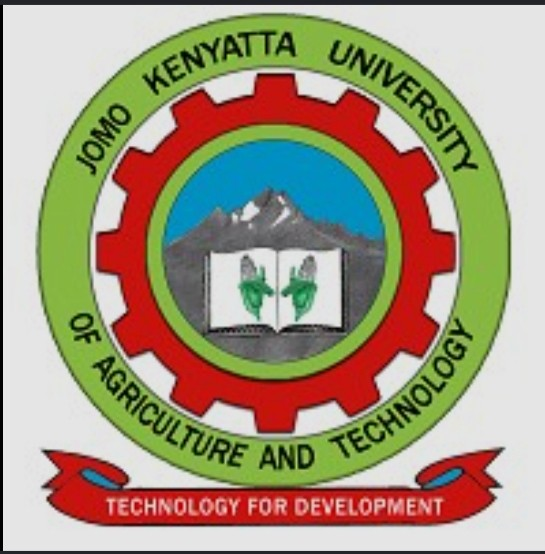 JOMO KENYATTA UNIVERSITY
OF AGRICULTURE AND TECHNOLOGY
TECHNOLOGY FOR DEVELOPMENT